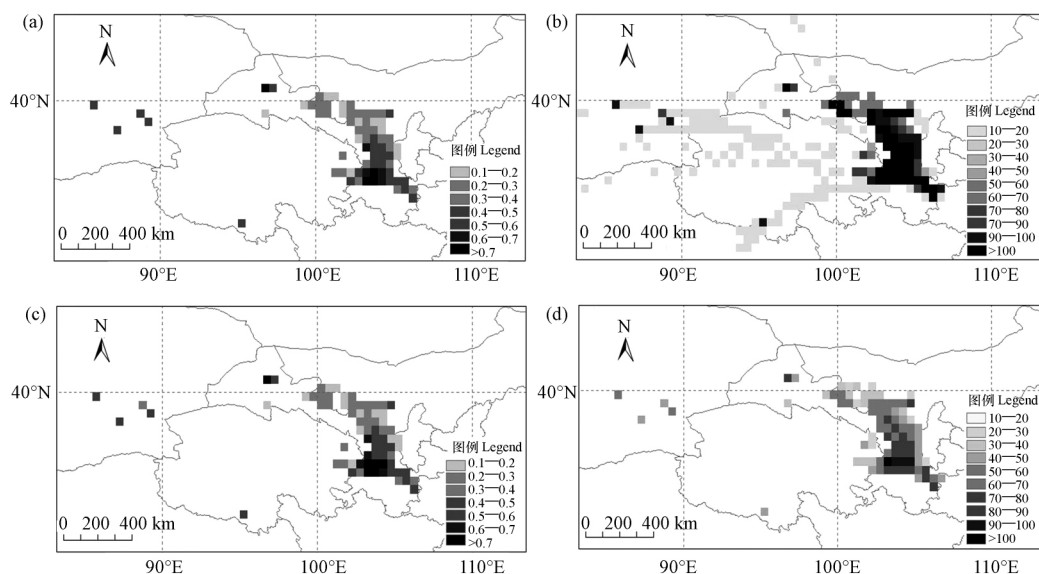 (a)
N
40°N
图例 Legend
0.1—0.2
0.2—0.3
0.3—0.4
0.4—0.5
0.5—0.6
0.6—0.7
>0.7
0 200 400 km
90°E 100°E 110°E
(b)
N
40°N
图例 Legend
10—20
20—30
30—40
40—50
50—60
60—70
70—80
70—90
90—100
>100
0 200 400 km
90°E 100°E 110°E
(c)
N
40°N
图例 Legend
0.1—0.2
0.2—0.3
0.3—0.4
0.4—0.5
0.5—0.6
0.6—0.7
>0.7
0 200 400 km
90°E 100°E 110°E
(d)
N
40°N
图例 Legend
10—20
20—30
30—40
40—50
50—60
60—70
70—80
80—90
90—100
>100
0 200 400 km
90°E 100°E 110°E